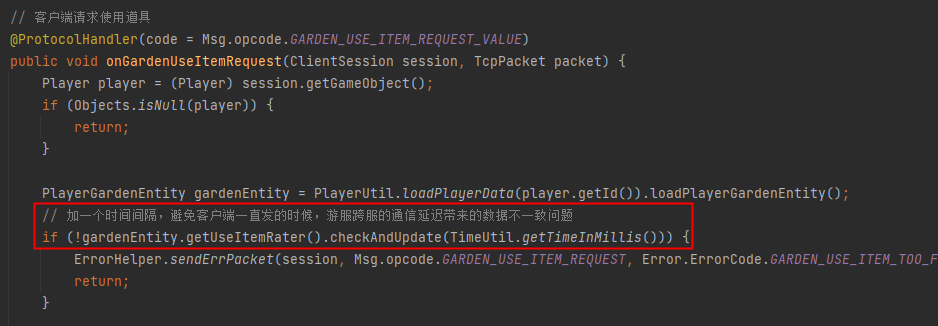 // 客户端请求使用道具
@ProtocolHandler(code = Msg.opcode.GARDEN_USE_ITEM_REQUEST_VALUE)
public void onGardenUseItemRequest(ClientSession session, TcpPacket packet) {
Player player = (Player) session.getGameObject();
if (Objects.isNull(player)) {
return;
}
PlayerGardenEntity gardenEntity = PlayerUtil.loadPlayerData(player.getId()).loadPlayerGardenEntity();
// 加一个时间间隔，避免客户端一直发的时候，游服跨服的通信延迟带来的数据不一致问题
if (!gardenEntity.getUseItemRater().checkAndUpdate(TimeUtil.getTimeInMillis())) {
ErrorHelper.sendErrPacket(session, Msg.opcode.GARDEN_USE_ITEM_REQUEST, Error.ErrorCode.GARDEN_USE_ITEM_TOO_F
return;
}